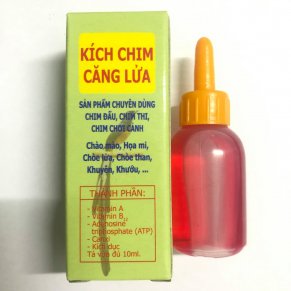 KÍCH CHIM
CĂNG LỬA
SẢN PHẨM CHUYÊN DÙNG
CHIM ĐẤU, CHIM THI,
CHIM CHƠI CẢNH
Chào mào, Họa mi,
Chòe lửa, Chòe than,
Khuyên, Khướu, ...
THÀNH PHẦN:
- Vitamin A
- Vitamin B12
- Adenosine
triphosphate (ATP)
- Canxi
- Kích dục
Tá vừa đủ 10ml.